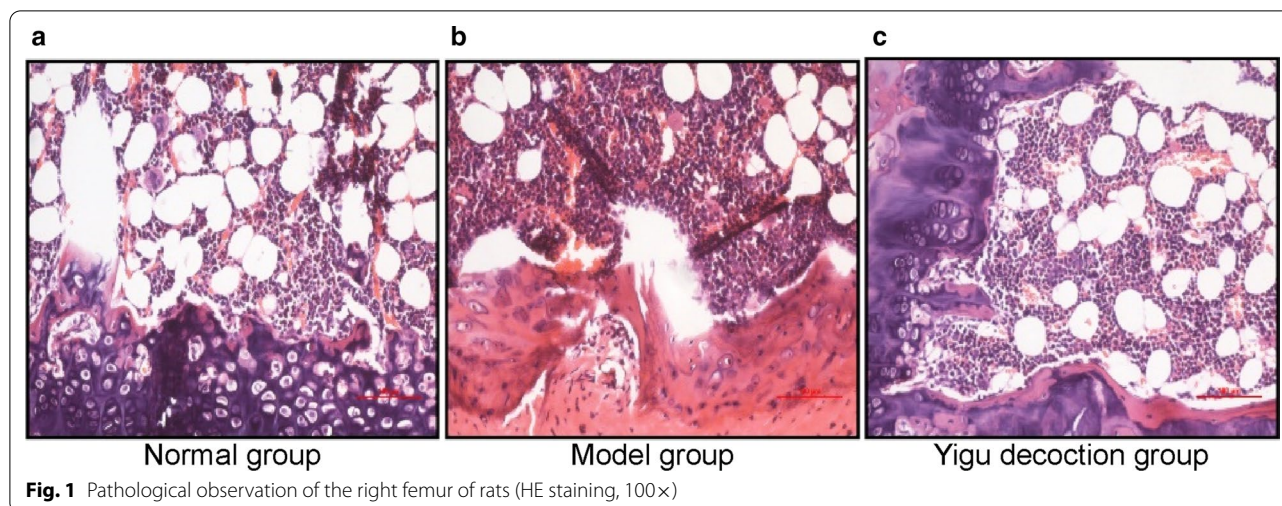 a
b
c
Normal group
Model group
Yigu decoction group
Fig. 1 Pathological observation of the right femur of rats (HE staining, 100×)